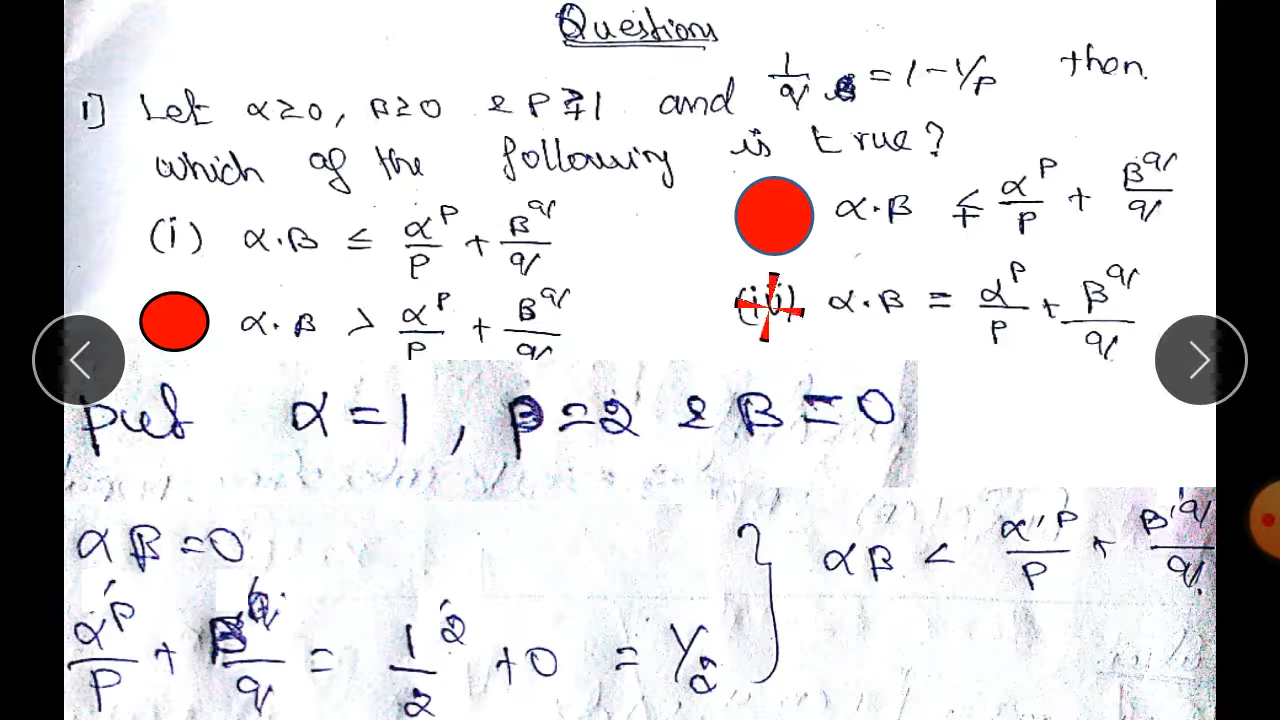 Questions
1] Let α≥0, β≥0 & P≩1 and 1/q = 1-1/p then
which of the following is true?
(i) α.β ≤ α^p/p + β^q/q
α.β ≨ α^p/p + β^q/q
α.β > α^p/p + β^q/q
α.β = α^p/p + β^q/q
put α=1, p=2 & β=0
αβ=0
α^p/p + β^q/q = 1^2/2 +0 = 1/2
αβ < α^p/p + β^q/q